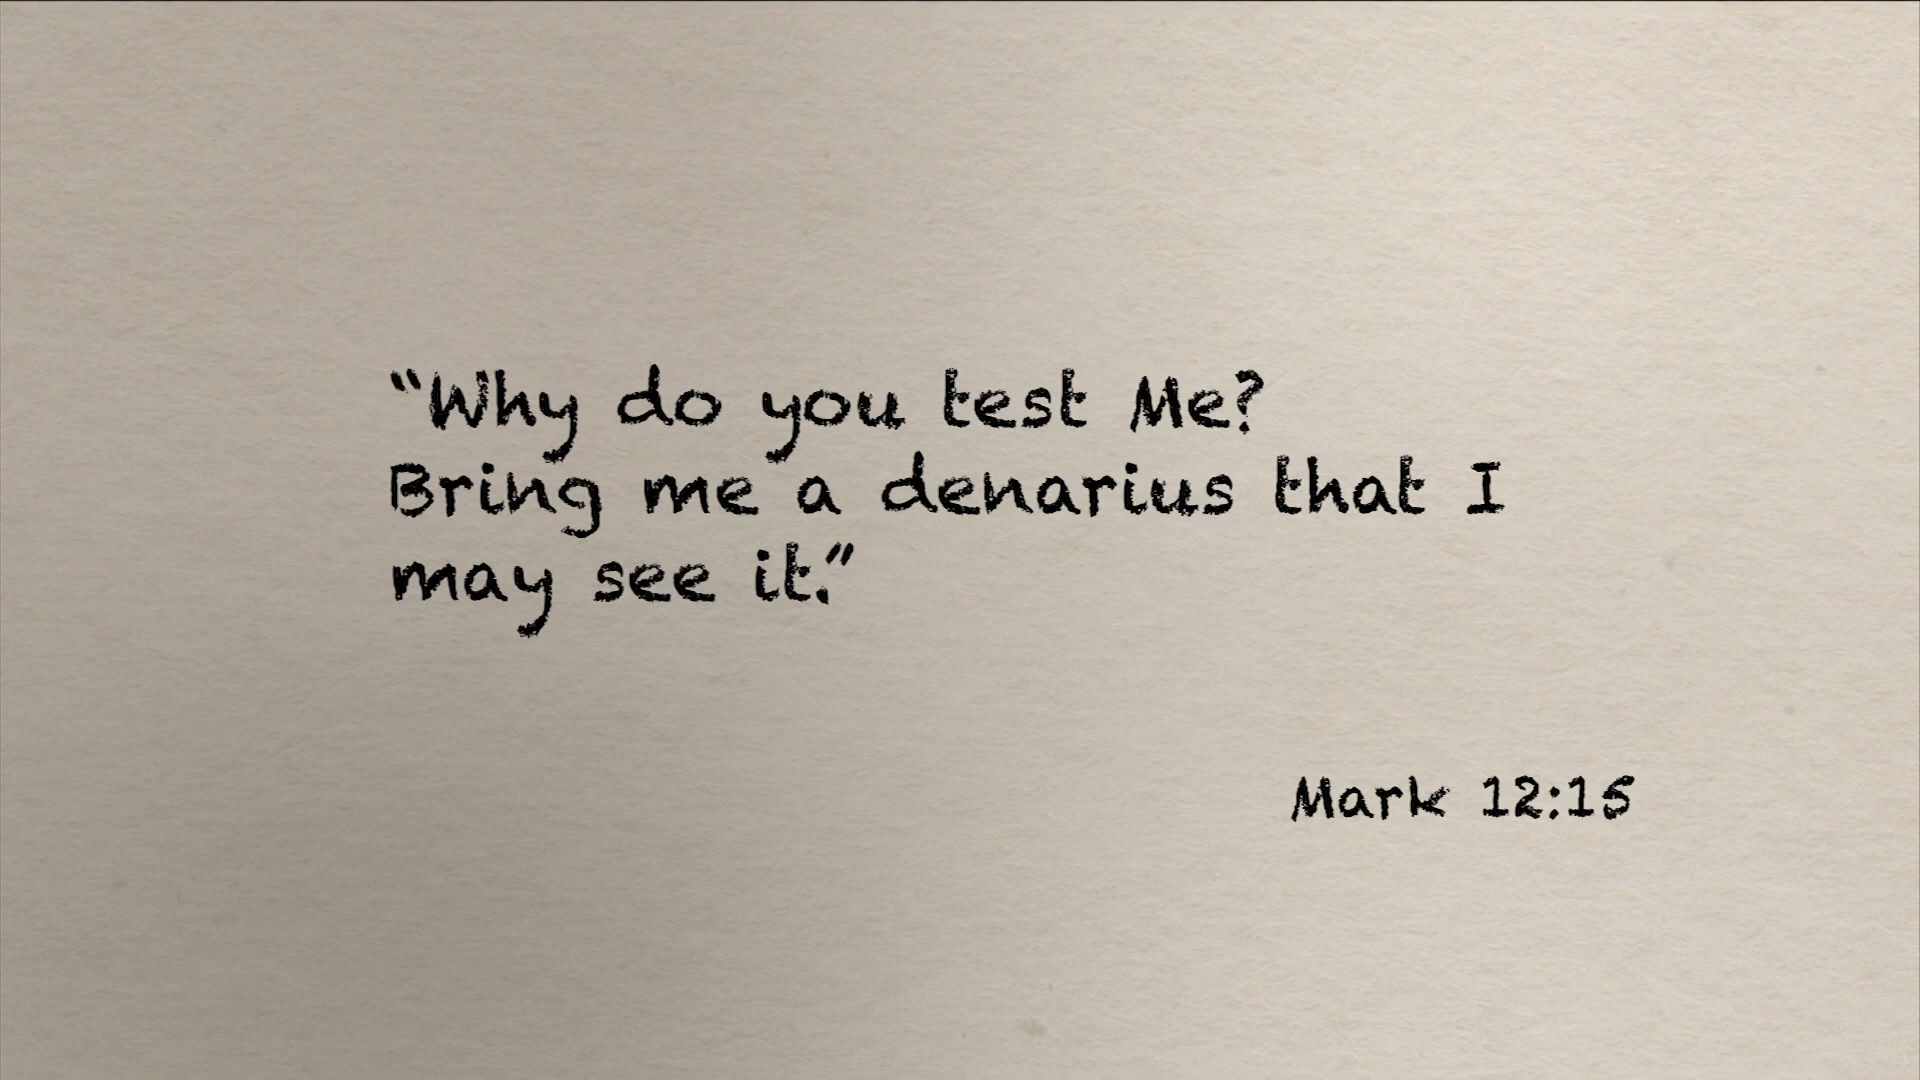 “Why do you test Me?
Bring me a denarius that I
may see it.”
Mark 12:15